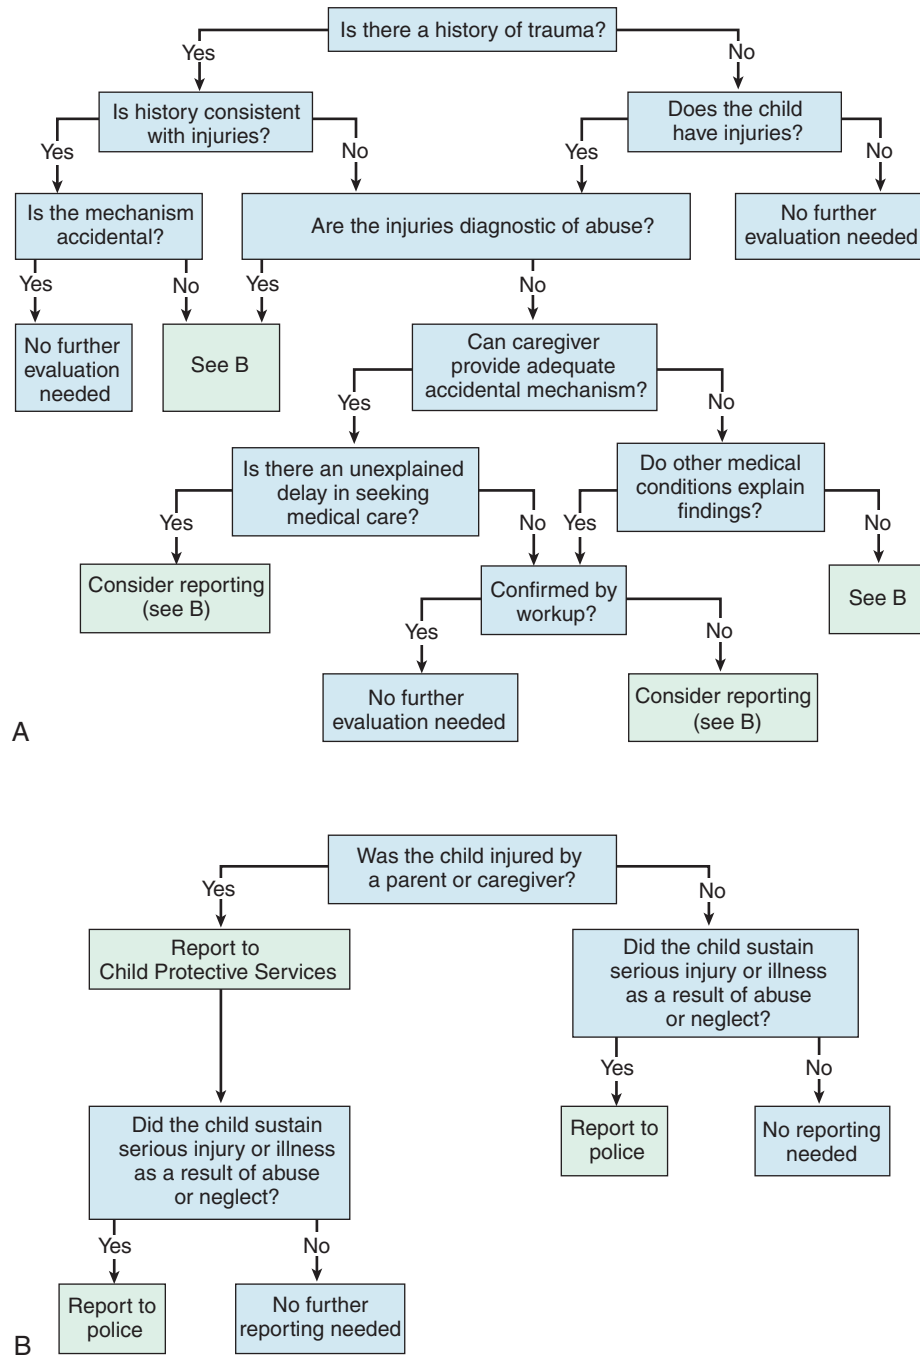 Is there a history of trauma?
Yes
No
Is history consistent
with injuries?
Does the child
have injuries?
Yes
No
Yes
No
Is the mechanism
accidental?
Are the injuries diagnostic of abuse?
No further
evaluation needed
Yes
No
Yes
No
No further
evaluation
needed
See B
Can caregiver
provide adequate
accidental mechanism?
Yes
No
Is there an unexplained
delay in seeking
medical care?
Do other medical
conditions explain
findings?
Yes
No
Yes
No
Consider reporting
(see B)
Confirmed by
workup?
See B
Yes
No
No further
evaluation needed
Consider reporting
(see B)
A
Was the child injured by
a parent or caregiver?
Yes
No
Report to
Child Protective Services
Did the child sustain
serious injury or illness
as a result of abuse
or neglect?
Yes
No
Did the child sustain
serious injury or illness
as a result of abuse
or neglect?
Report to
police
No reporting
needed
Yes
No
Report to
police
No further
reporting needed
B